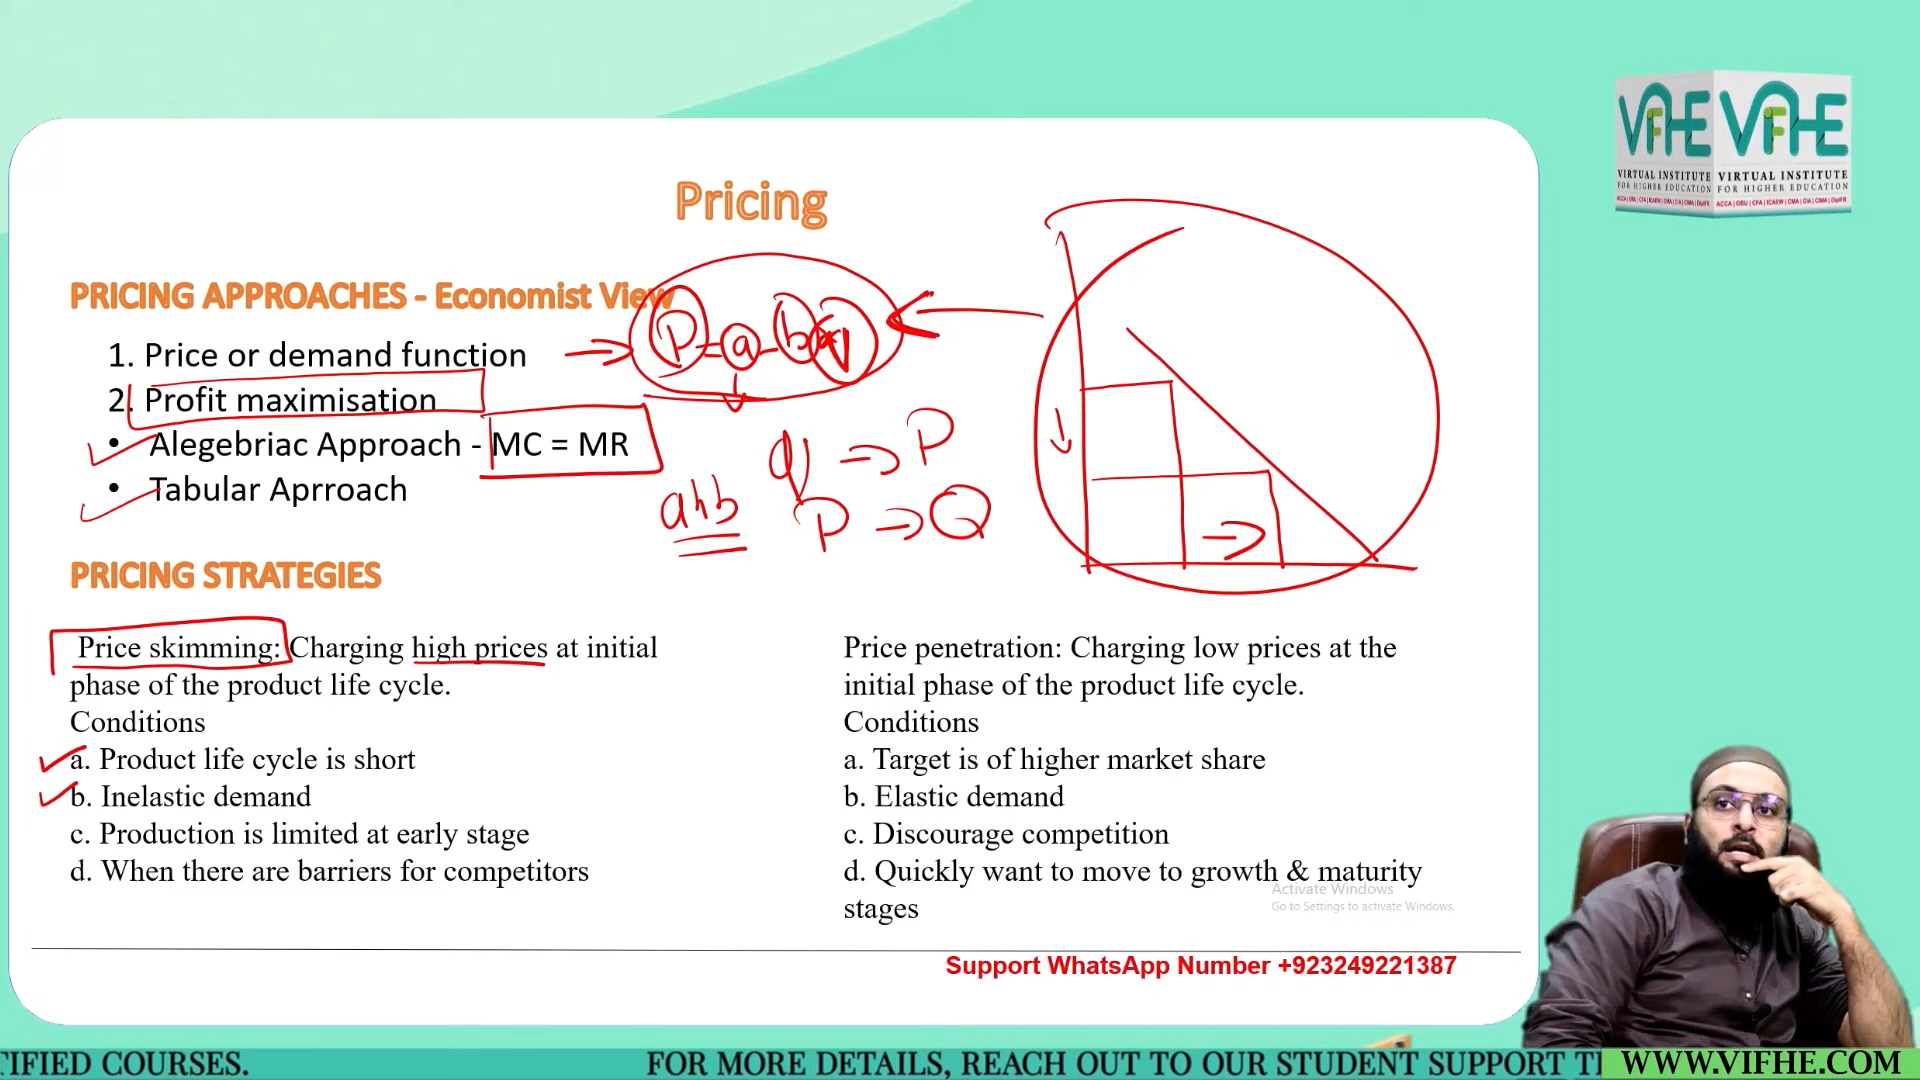 VIFHE VIFHE
VIRTUAL INSTITUTE VIRTUAL INSTITUTE
FOR HIGHER EDUCATION FOR HIGHER EDUCATION
Pricing
PRICING APPROACHES - Economist View
P = a - b q
1. Price or demand function
2. Profit maximisation
• Alegebriac Approach - MC = MR
• Tabular Aprroach
q ⇒ P
P ⇒ Q
PRICING STRATEGIES
Price skimming: Charging high prices at initial
phase of the product life cycle.
Conditions
a. Product life cycle is short
b. Inelastic demand
c. Production is limited at early stage
d. When there are barriers for competitors
Price penetration: Charging low prices at the
initial phase of the product life cycle.
Conditions
a. Target is of higher market share
b. Elastic demand
c. Discourage competition
d. Quickly want to move to growth & maturity
stages
Activate Windows
Go to Settings to activate Windows.
Support WhatsApp Number +923249221387
TIFIED COURSES. FOR MORE DETAILS, REACH OUT TO OUR STUDENT SUPPORT T
WWW.VIFHE.COM